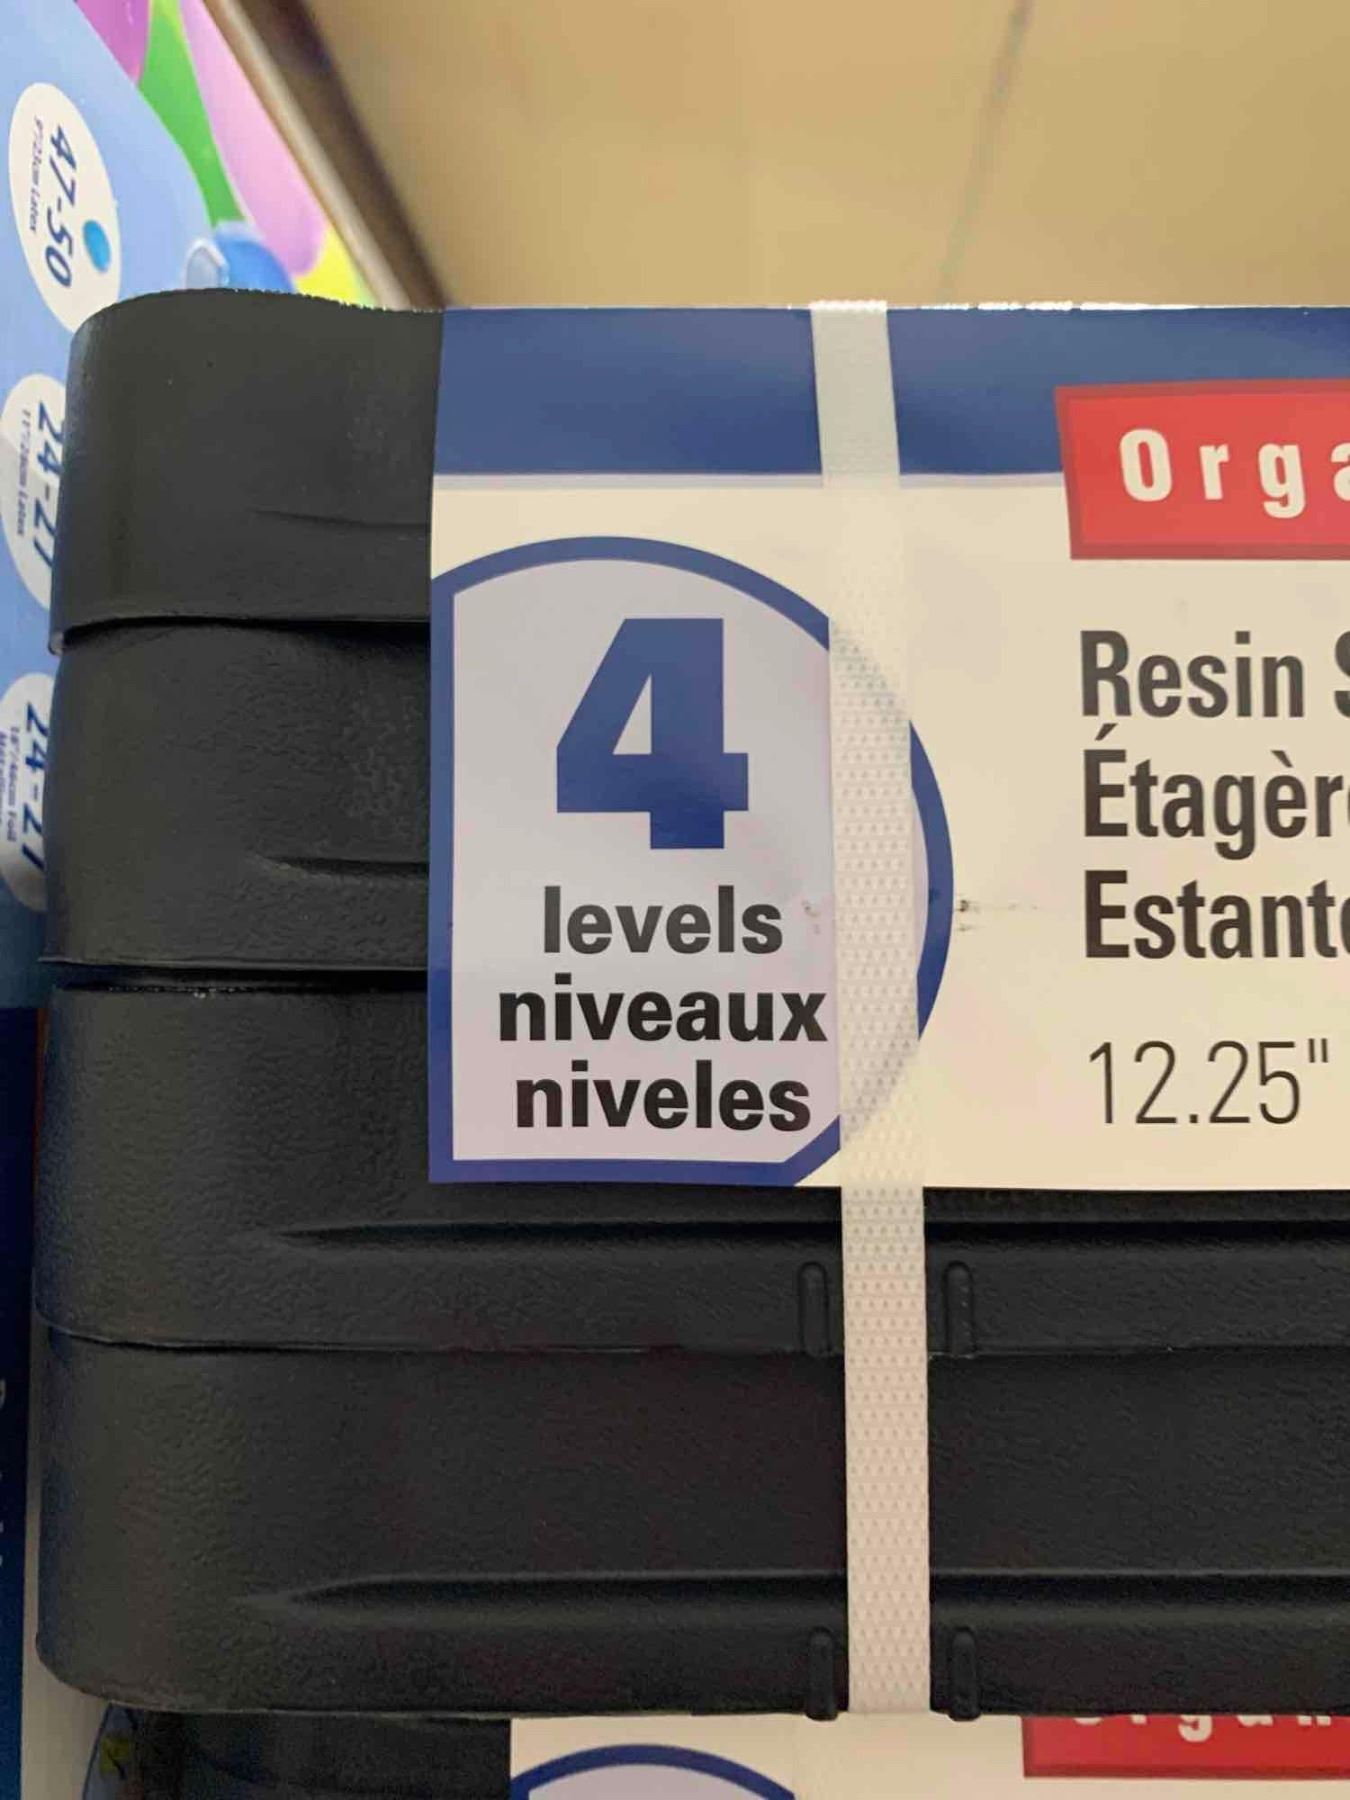 47-50
24-27
24-27
Orga
4
levels
niveaux
niveles
Resin
Étagère
Estante
12.25"